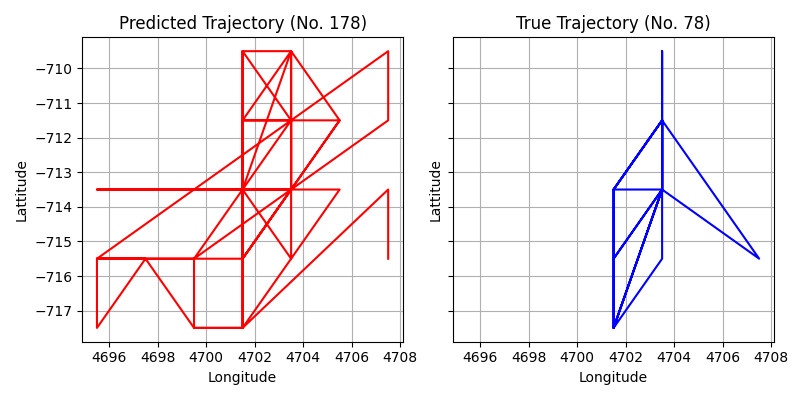 Predicted Trajectory (No. 178)
True Trajectory (No. 78)
Lattitude
−710
−711
−712
−713
−714
−715
−716
−717
4696 4698 4700 4702 4704 4706 4708
Longitude
Lattitude
4696 4698 4700 4702 4704 4706 4708
Longitude